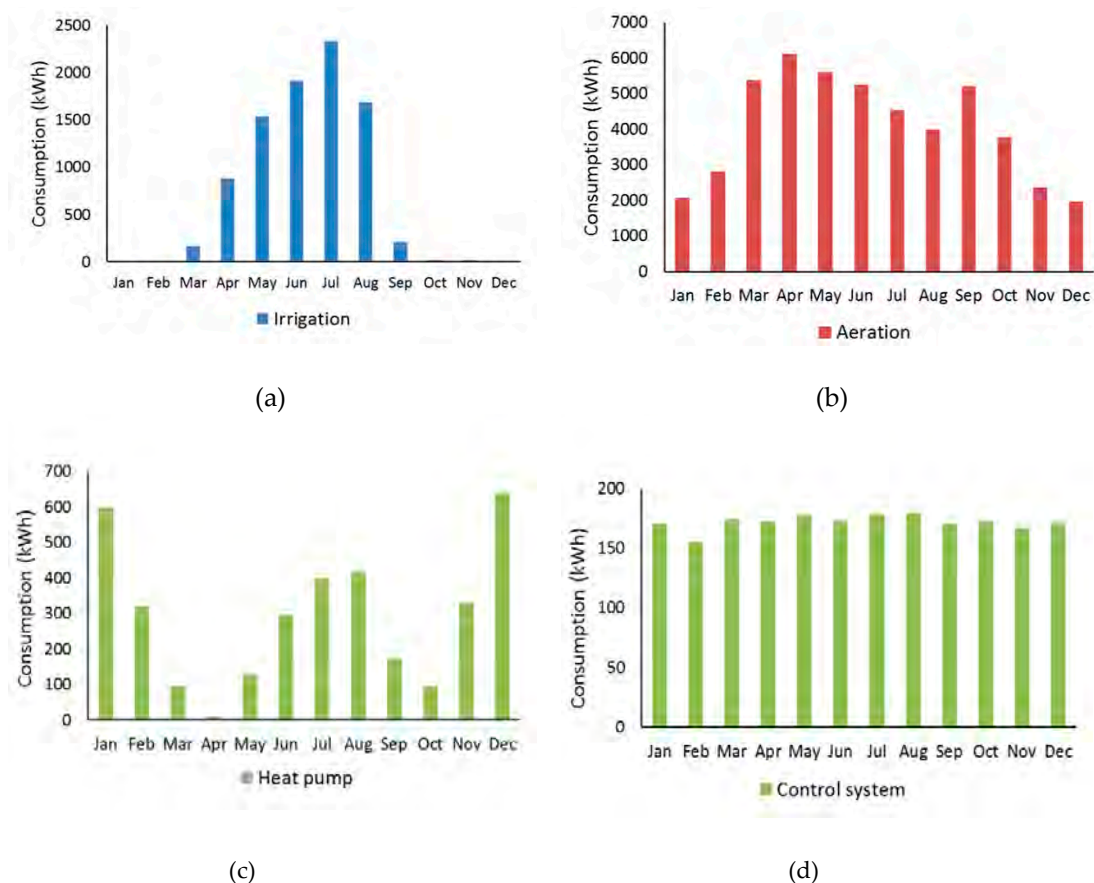 2500
2000
1500
1000
500
0
Consumption (kWh)
Jan Feb Mar Apr May Jun Jul Aug Sep Oct Nov Dec
Irrigation
(a)
7000
6000
5000
4000
3000
2000
1000
0
Consumption (kWh)
Jan Feb Mar Apr May Jun Jul Aug Sep Oct Nov Dec
Aeration
(b)
700
600
500
400
300
200
100
0
Consumption (kWh)
Jan Feb Mar Apr May Jun Jul Aug Sep Oct Nov Dec
Heat pump
(c)
200
150
100
50
0
Consumption (kWh)
Jan Feb Mar Apr May Jun Jul Aug Sep Oct Nov Dec
Control system
(d)